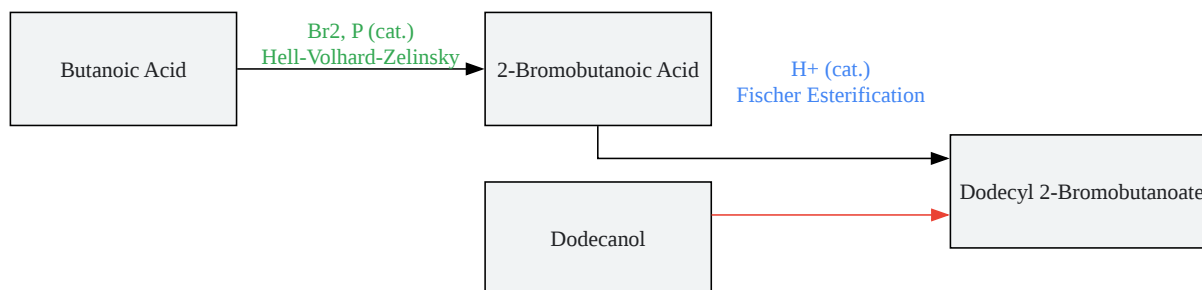 Butanoic Acid
Br2, P (cat.)
Hell-Volhard-Zelinsky
2-Bromobutanoic Acid
H+ (cat.)
Fischer Esterification
Dodecanol
Dodecyl 2-Bromobutanoate